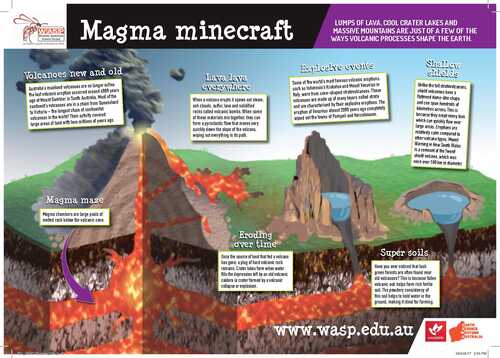 WASP
Magma minecraft
LUMPS OF LAVA, COOL CRATER LAKES AND
MASSIVE MOUNTAINS ARE JUST OF A FEW OF THE
WAYS VOLCANIC PROCESSES SHAPE THE EARTH.
Volcanoes new and old
Australia's mainland volcanoes are no longer active.
The last volcanic eruption occurred around 4500 years
ago at Mount Gambier in South Australia. Most of the
continent's volcanoes are in a chain from Queensland
to Victoria – the longest chain of continental
volcanoes in the world! Their activity covered
large areas of land with lava millions of years ago.
Lava lava
everywhere
When a volcano erupts it spews out steam,
ash clouds, sulfur, lava and solidified
rocks called volcanic bombs. When some
of these materials mix together, they can
form a pyroclastic flow that moves very
quickly down the slope of the volcano,
wiping out everything in its path.
Explosive events
Some of the world's most famous volcanic eruptions,
such as Indonesia's Krakatoa and Mount Vesuvius in
Italy, were from cone-shaped stratovolcanoes. These
volcanoes are made up of many layers called strata
and are characterised by their explosive eruptions. The
eruption of Vesuvius almost 2000 years ago completely
wiped out the towns of Pompeii and Herculaneum.
Shallow
shields
Unlike the tall stratovolcanoes,
shield volcanoes have a
flattened dome-like shape
and can span hundreds of
kilometres across. This is
because they erupt runny lava
which can quickly flow over
large areas. Eruptions are
relatively calm compared to
other volcano types. Mount
Warning in New South Wales
is a remnant of the Tweed
shield volcano, which was
once over 100 km in diameter.
Magma maze
Magma chambers are large pools of
molten rock below the volcanic cone.
Eroding
over time
Once the source of heat that fed a volcano
has gone, a plug of hard volcanic rock
remains. Crater lakes form when water
fills the depression left by an old volcanic
caldera (a crater formed by a volcanic
collapse or explosion).
Super soils
Have you ever noticed that lush
green forests are often found near
old volcanoes? This is because fallen
volcanic ash helps form rich fertile
soil. The powdery consistency of
this soil helps to hold water in the
ground, making it ideal for farming.
www.wasp.edu.au
EARTH
SCIENCE
WESTERN
AUSTRALIA